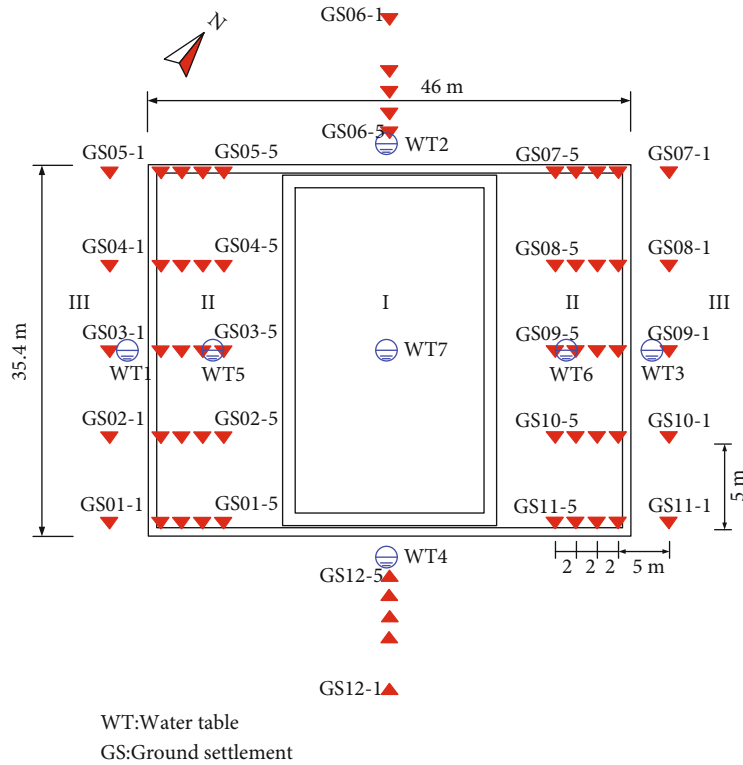 GS06-1
N
46 m
GS06-5
WT2
GS05-1 GS05-5 GS07-5 GS07-1
GS04-1 GS04-5 GS08-5 GS08-1
III II I II III
GS03-1 GS03-5 GS09-5 GS09-1
WT1 WT5 WT7 WT6 WT3
35.4 m
GS02-1 GS02-5 GS10-5 GS10-1
5 m
GS01-1 GS01-5 GS11-5 GS11-1
WT4
2 2 2 5 m
GS12-5
GS12-1
WT:Water table
GS:Ground settlement